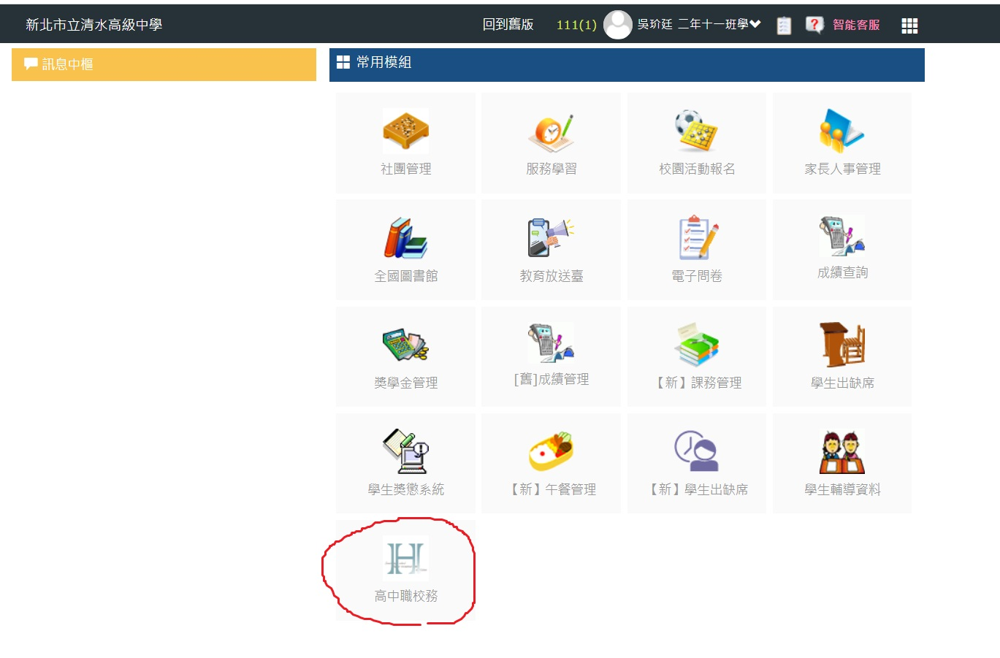 新北市立清水高級中學
回到舊版
111(1)
吳玠廷 二年十一班學
智能客服
訊息中樞
常用模組
社團管理
服務學習
校園活動報名
家長人事管理
全國圖書館
教育放送臺
電子問卷
成績查詢
獎學金管理
[舊]成績管理
【新】課務管理
學生出缺席
學生獎懲系統
【新】午餐管理
【新】學生出缺席
學生輔導資料
H
高中職校務